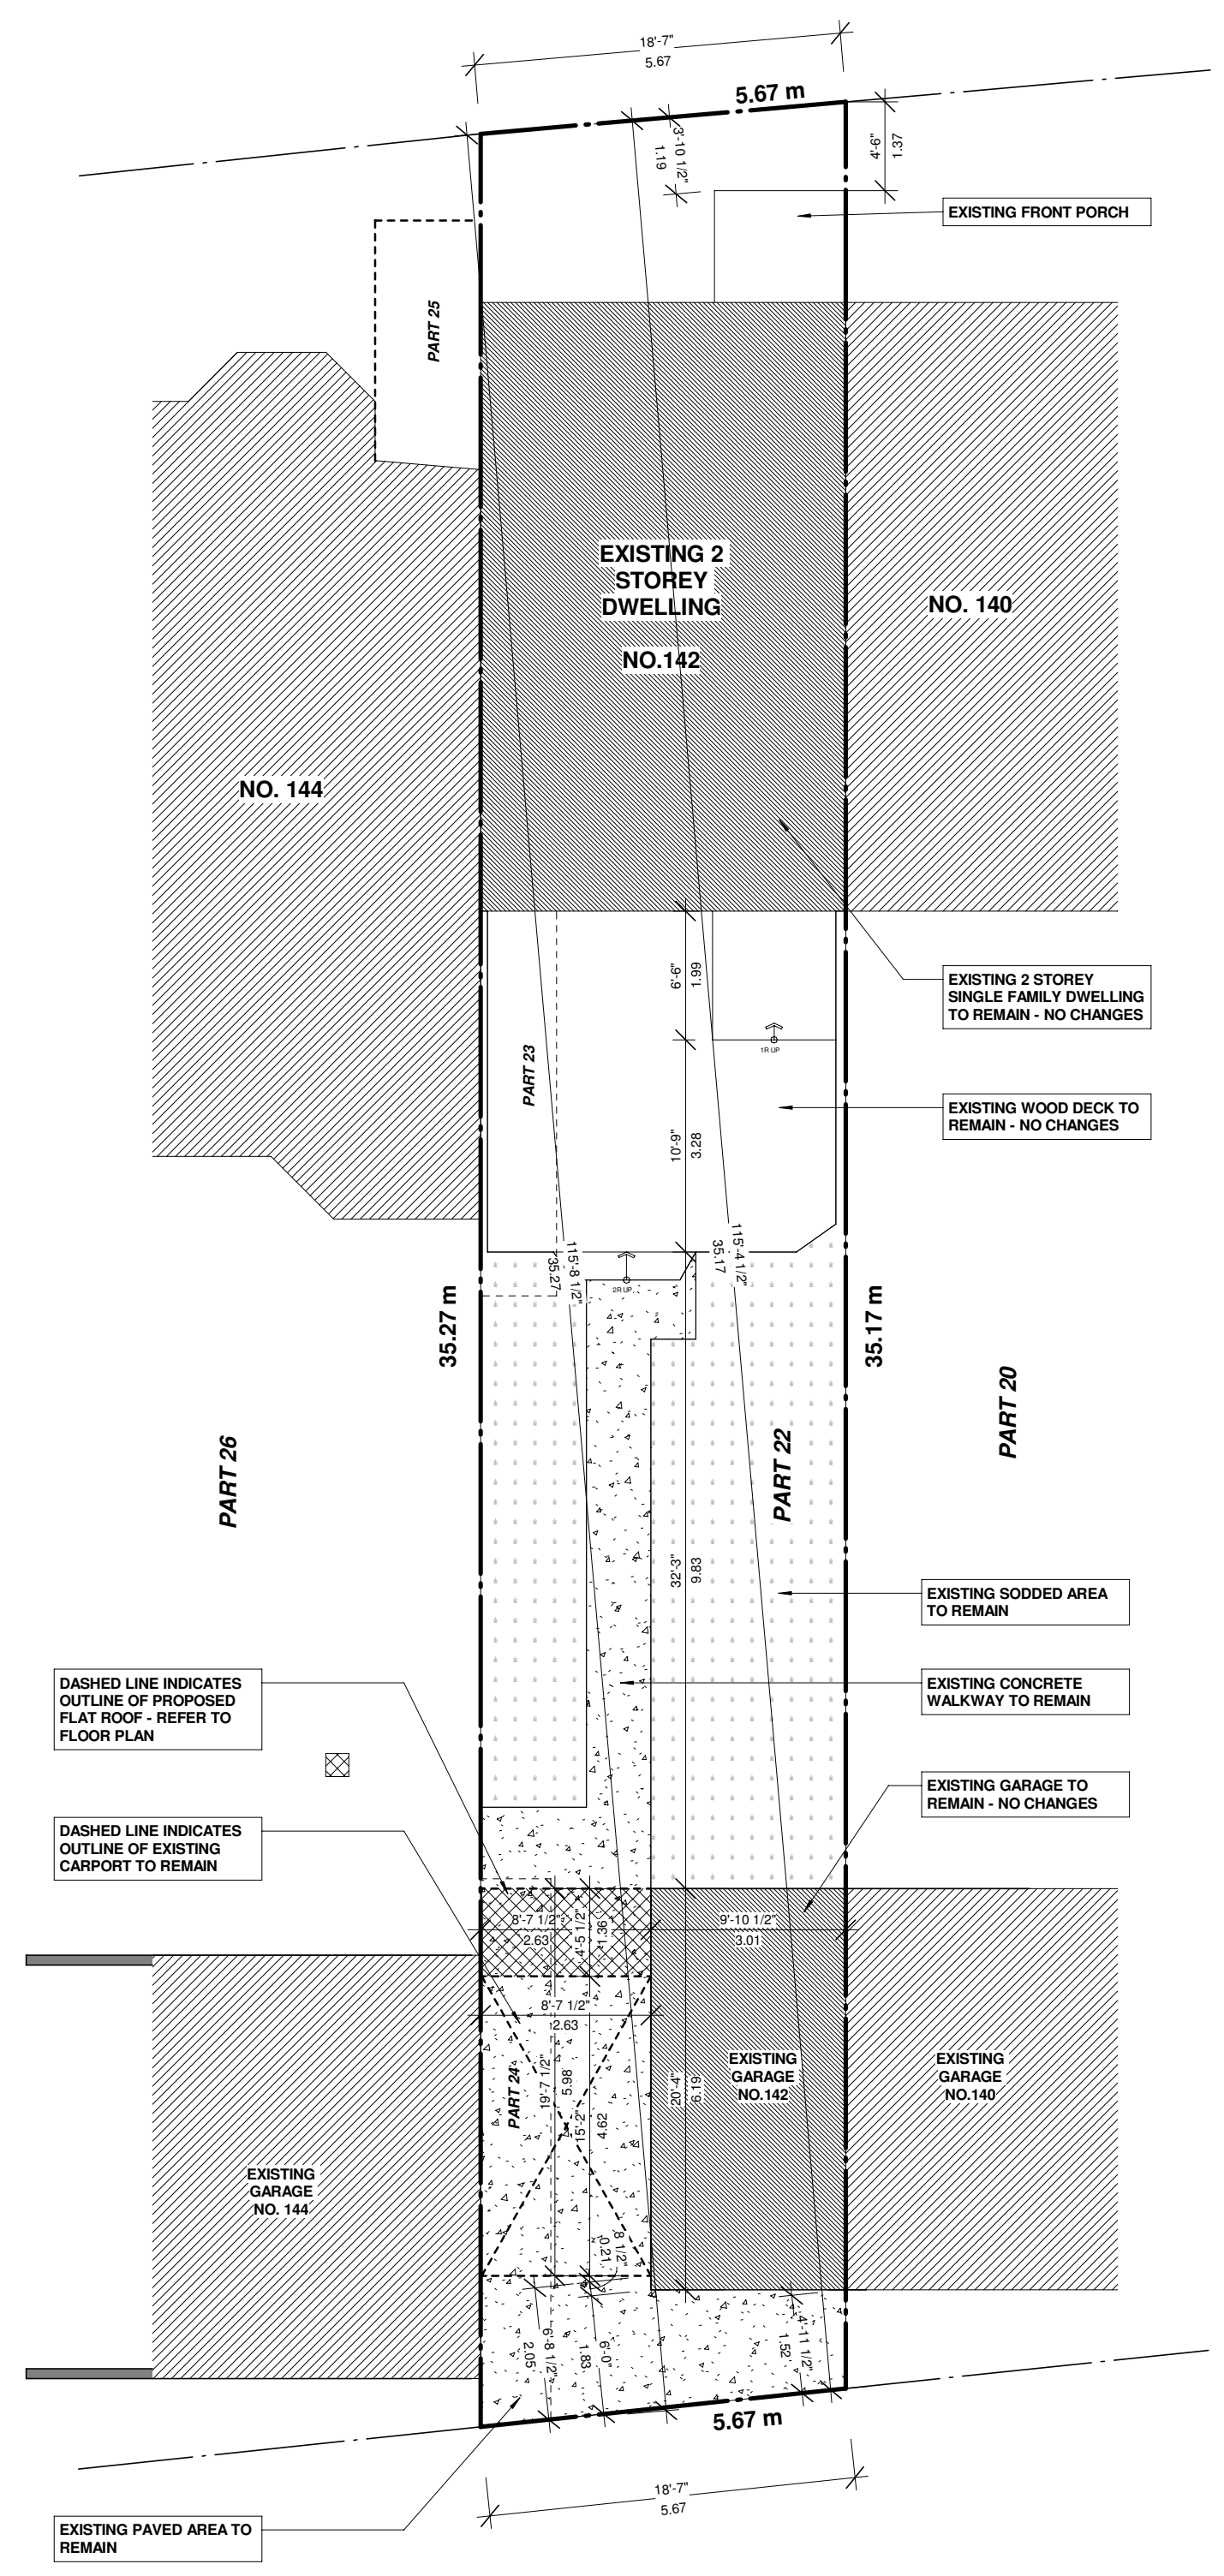 18'-7"
5.67
5.67 m
3'-10 1/2"
1.19
4'-6"
1.37
EXISTING FRONT PORCH
PART 25
EXISTING 2
STOREY
DWELLING
NO.142
NO. 140
NO. 144
6'-6"
1.99
EXISTING 2 STOREY
SINGLE FAMILY DWELLING
TO REMAIN - NO CHANGES
1R UP
PART 23
10'-9"
3.28
EXISTING WOOD DECK TO
REMAIN - NO CHANGES
115'-8 1/2"
35.27
2R UP
115'-4 1/2"
35.17
35.27 m
35.17 m
PART 26
PART 22
PART 20
32'-3"
9.83
EXISTING SODDED AREA
TO REMAIN
DASHED LINE INDICATES
OUTLINE OF PROPOSED
FLAT ROOF - REFER TO
FLOOR PLAN
EXISTING CONCRETE
WALKWAY TO REMAIN
EXISTING GARAGE TO
REMAIN - NO CHANGES
DASHED LINE INDICATES
OUTLINE OF EXISTING
CARPORT TO REMAIN
8'-7 1/2"
2.63
4'-5 1/2"
1.36
9'-10 1/2"
3.01
8'-7 1/2"
2.63
PART 24
19'-7 1/2"
5.98
15'-2"
4.62
20'-4"
6.19
EXISTING
GARAGE
NO.142
EXISTING
GARAGE
NO.140
EXISTING
GARAGE
NO. 144
8 1/2"
0.21
6'-8 1/2"
2.05
6'-0"
1.83
4'-11 1/2"
1.52
5.67 m
18'-7"
5.67
EXISTING PAVED AREA TO
REMAIN